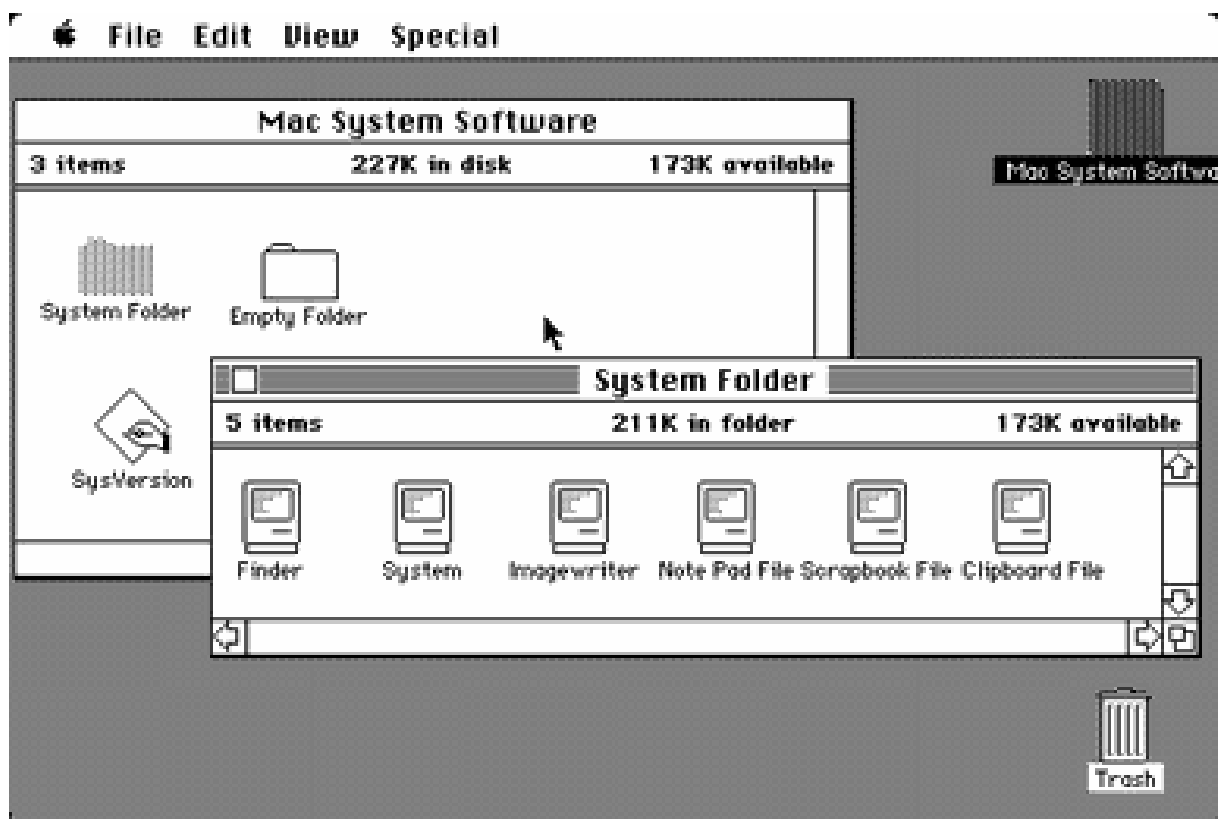 File Edit View Special
Mac System Software
3 items 227K in disk 173K available
Mac System Softwa
System Folder Empty Folder
SysVersion
System Folder
5 items 211K in folder 173K available
Finder System Imagewriter Note Pad File Scrapbook File Clipboard File
Trash